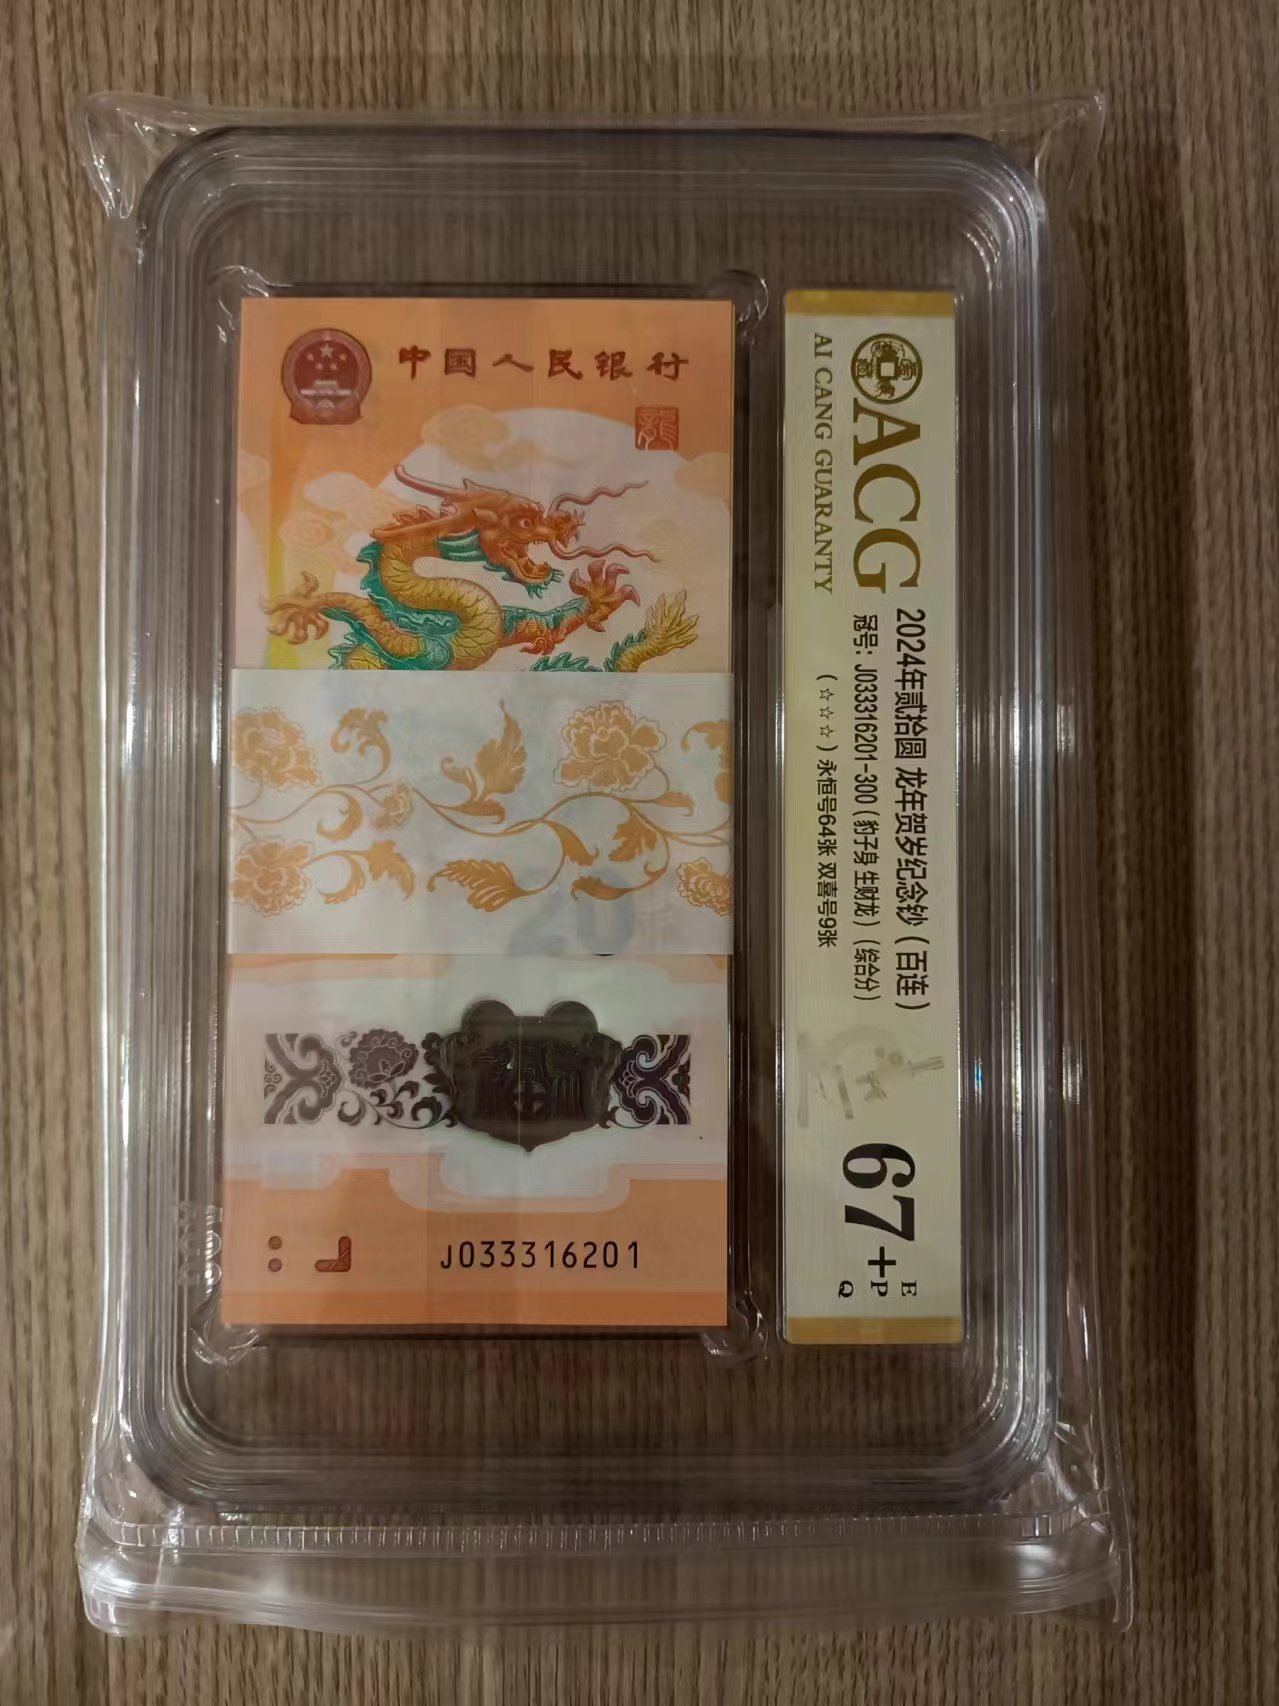 中国人民银行
龍
20
J033316201
ACG
AI CANG GUARANTY
2024年贰拾圆 龙年贺岁纪念钞（百连）
冠号：J033316201-300（豹子身 生财龙）（综合分）
（☆☆☆）永恒号64张 双喜号9张
67+
E
P
Q